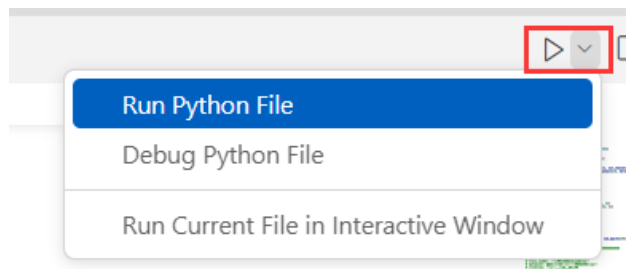 Run Python File
Debug Python File
Run Current File in Interactive Window